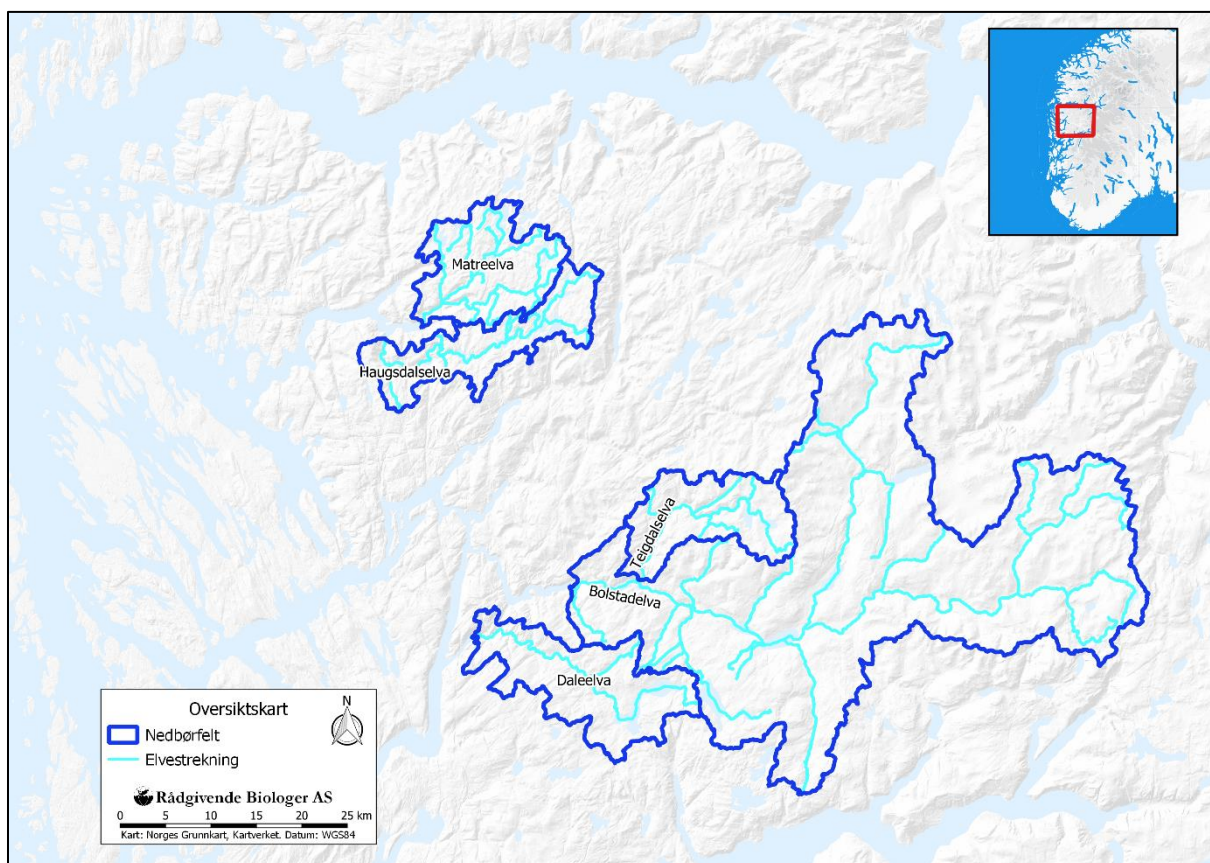 Matreelva
Haugsdalselva
Teigdalselva
Bolstadelva
Daleelva
Oversiktskart
N
Nedbørfelt
Elvestrekning
Rådgivende Biologer AS
0 5 10 15 20 25 km
Kart: Norges Grunnkart, Kartverket. Datum: WGS84